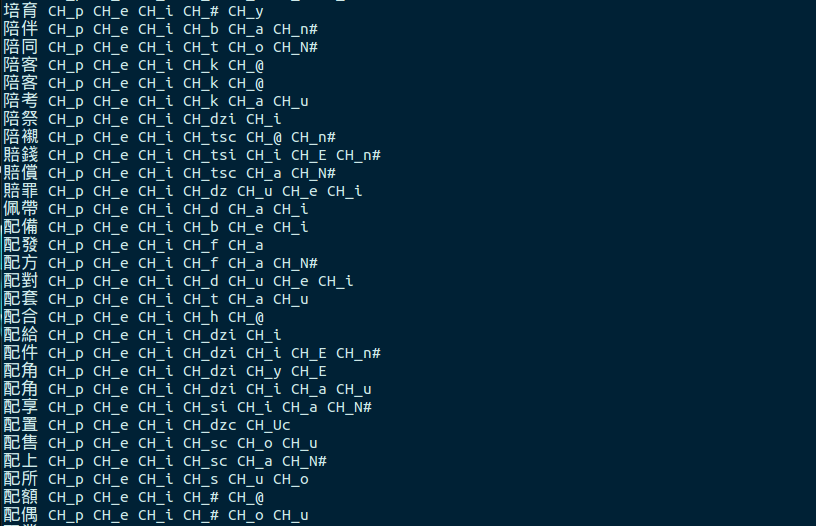 培育 CH_p CH_e CH_i CH_# CH_y
陪伴 CH_p CH_e CH_i CH_b CH_a CH_n#
陪同 CH_p CH_e CH_i CH_t CH_o CH_N#
陪客 CH_p CH_e CH_i CH_k CH_@
陪客 CH_p CH_e CH_i CH_k CH_@
陪考 CH_p CH_e CH_i CH_k CH_a CH_u
陪祭 CH_p CH_e CH_i CH_dzi CH_i
陪襯 CH_p CH_e CH_i CH_tsc CH_@ CH_n#
賠錢 CH_p CH_e CH_i CH_tsi CH_i CH_E CH_n#
賠償 CH_p CH_e CH_i CH_tsc CH_a CH_N#
賠罪 CH_p CH_e CH_i CH_dz CH_u CH_e CH_i
佩帶 CH_p CH_e CH_i CH_d CH_a CH_i
配備 CH_p CH_e CH_i CH_b CH_e CH_i
配發 CH_p CH_e CH_i CH_f CH_a
配方 CH_p CH_e CH_i CH_f CH_a CH_N#
配對 CH_p CH_e CH_i CH_d CH_u CH_e CH_i
配套 CH_p CH_e CH_i CH_t CH_a CH_u
配合 CH_p CH_e CH_i CH_h CH_@
配給 CH_p CH_e CH_i CH_dzi CH_i
配件 CH_p CH_e CH_i CH_dzi CH_i CH_E CH_n#
配角 CH_p CH_e CH_i CH_dzi CH_y CH_E
配角 CH_p CH_e CH_i CH_dzi CH_i CH_a CH_u
配享 CH_p CH_e CH_i CH_si CH_i CH_a CH_N#
配置 CH_p CH_e CH_i CH_dzc CH_Uc
配售 CH_p CH_e CH_i CH_sc CH_o CH_u
配上 CH_p CH_e CH_i CH_sc CH_a CH_N#
配所 CH_p CH_e CH_i CH_s CH_u CH_o
配額 CH_p CH_e CH_i CH_# CH_@
配偶 CH_p CH_e CH_i CH_# CH_o CH_u